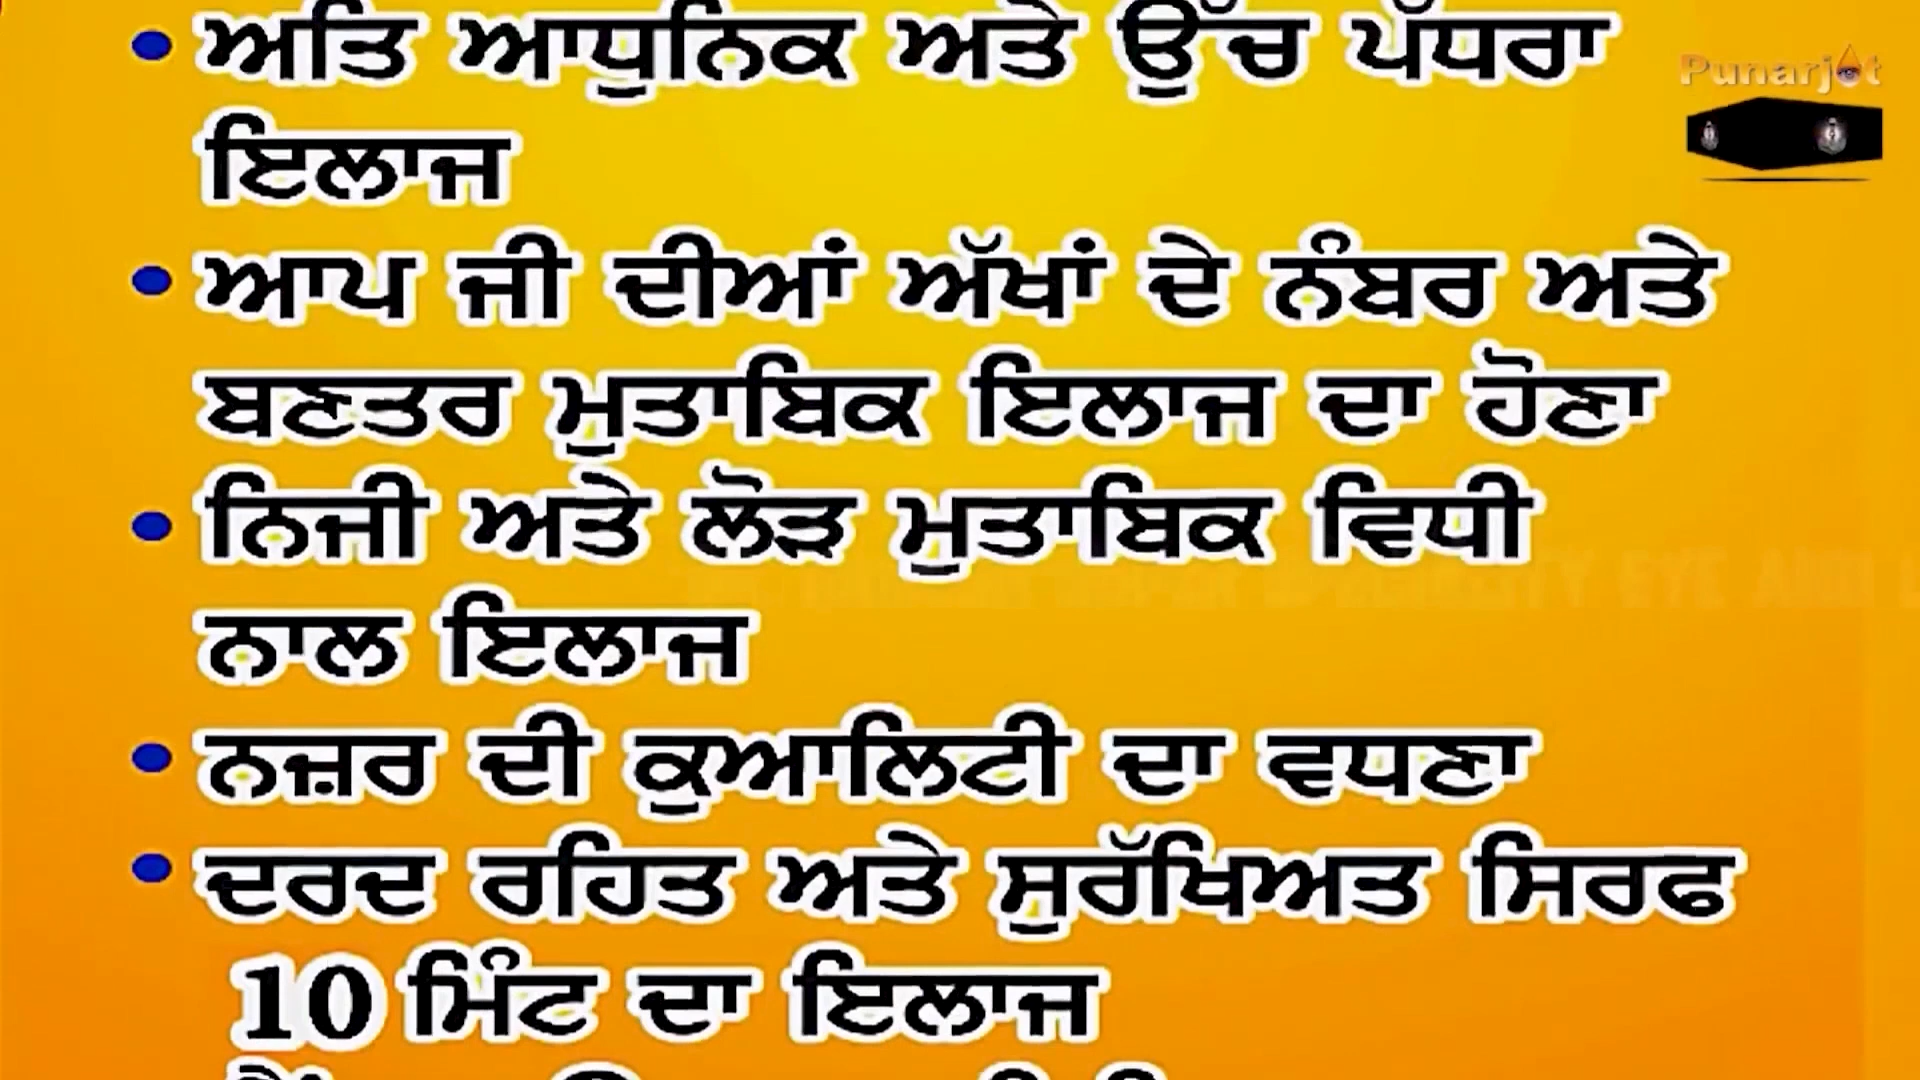 • ਅਤਿ ਆਧੁਨਿਕ ਅਤੇ ਉੱਚ ਪੱਧਰਾ
Punarjot
ਇਲਾਜ
• ਆਪ ਜੀ ਦੀਆਂ ਅੱਖਾਂ ਦੇ ਨੰਬਰ ਅਤੇ
ਬਣਤਰ ਮੁਤਾਬਿਕ ਇਲਾਜ ਦਾ ਹੋਣਾ
• ਨਿਜੀ ਅਤੇ ਲੋੜ ਮੁਤਾਬਿਕ ਵਿਧੀ
ਨਾਲ ਇਲਾਜ
• ਨਜ਼ਰ ਦੀ ਕੁਆਲਿਟੀ ਦਾ ਵਧਣਾ
• ਦਰਦ ਰਹਿਤ ਅਤੇ ਸੁਰੱਖਿਅਤ ਸਿਰਫ
10 ਮਿੰਟ ਦਾ ਇਲਾਜ